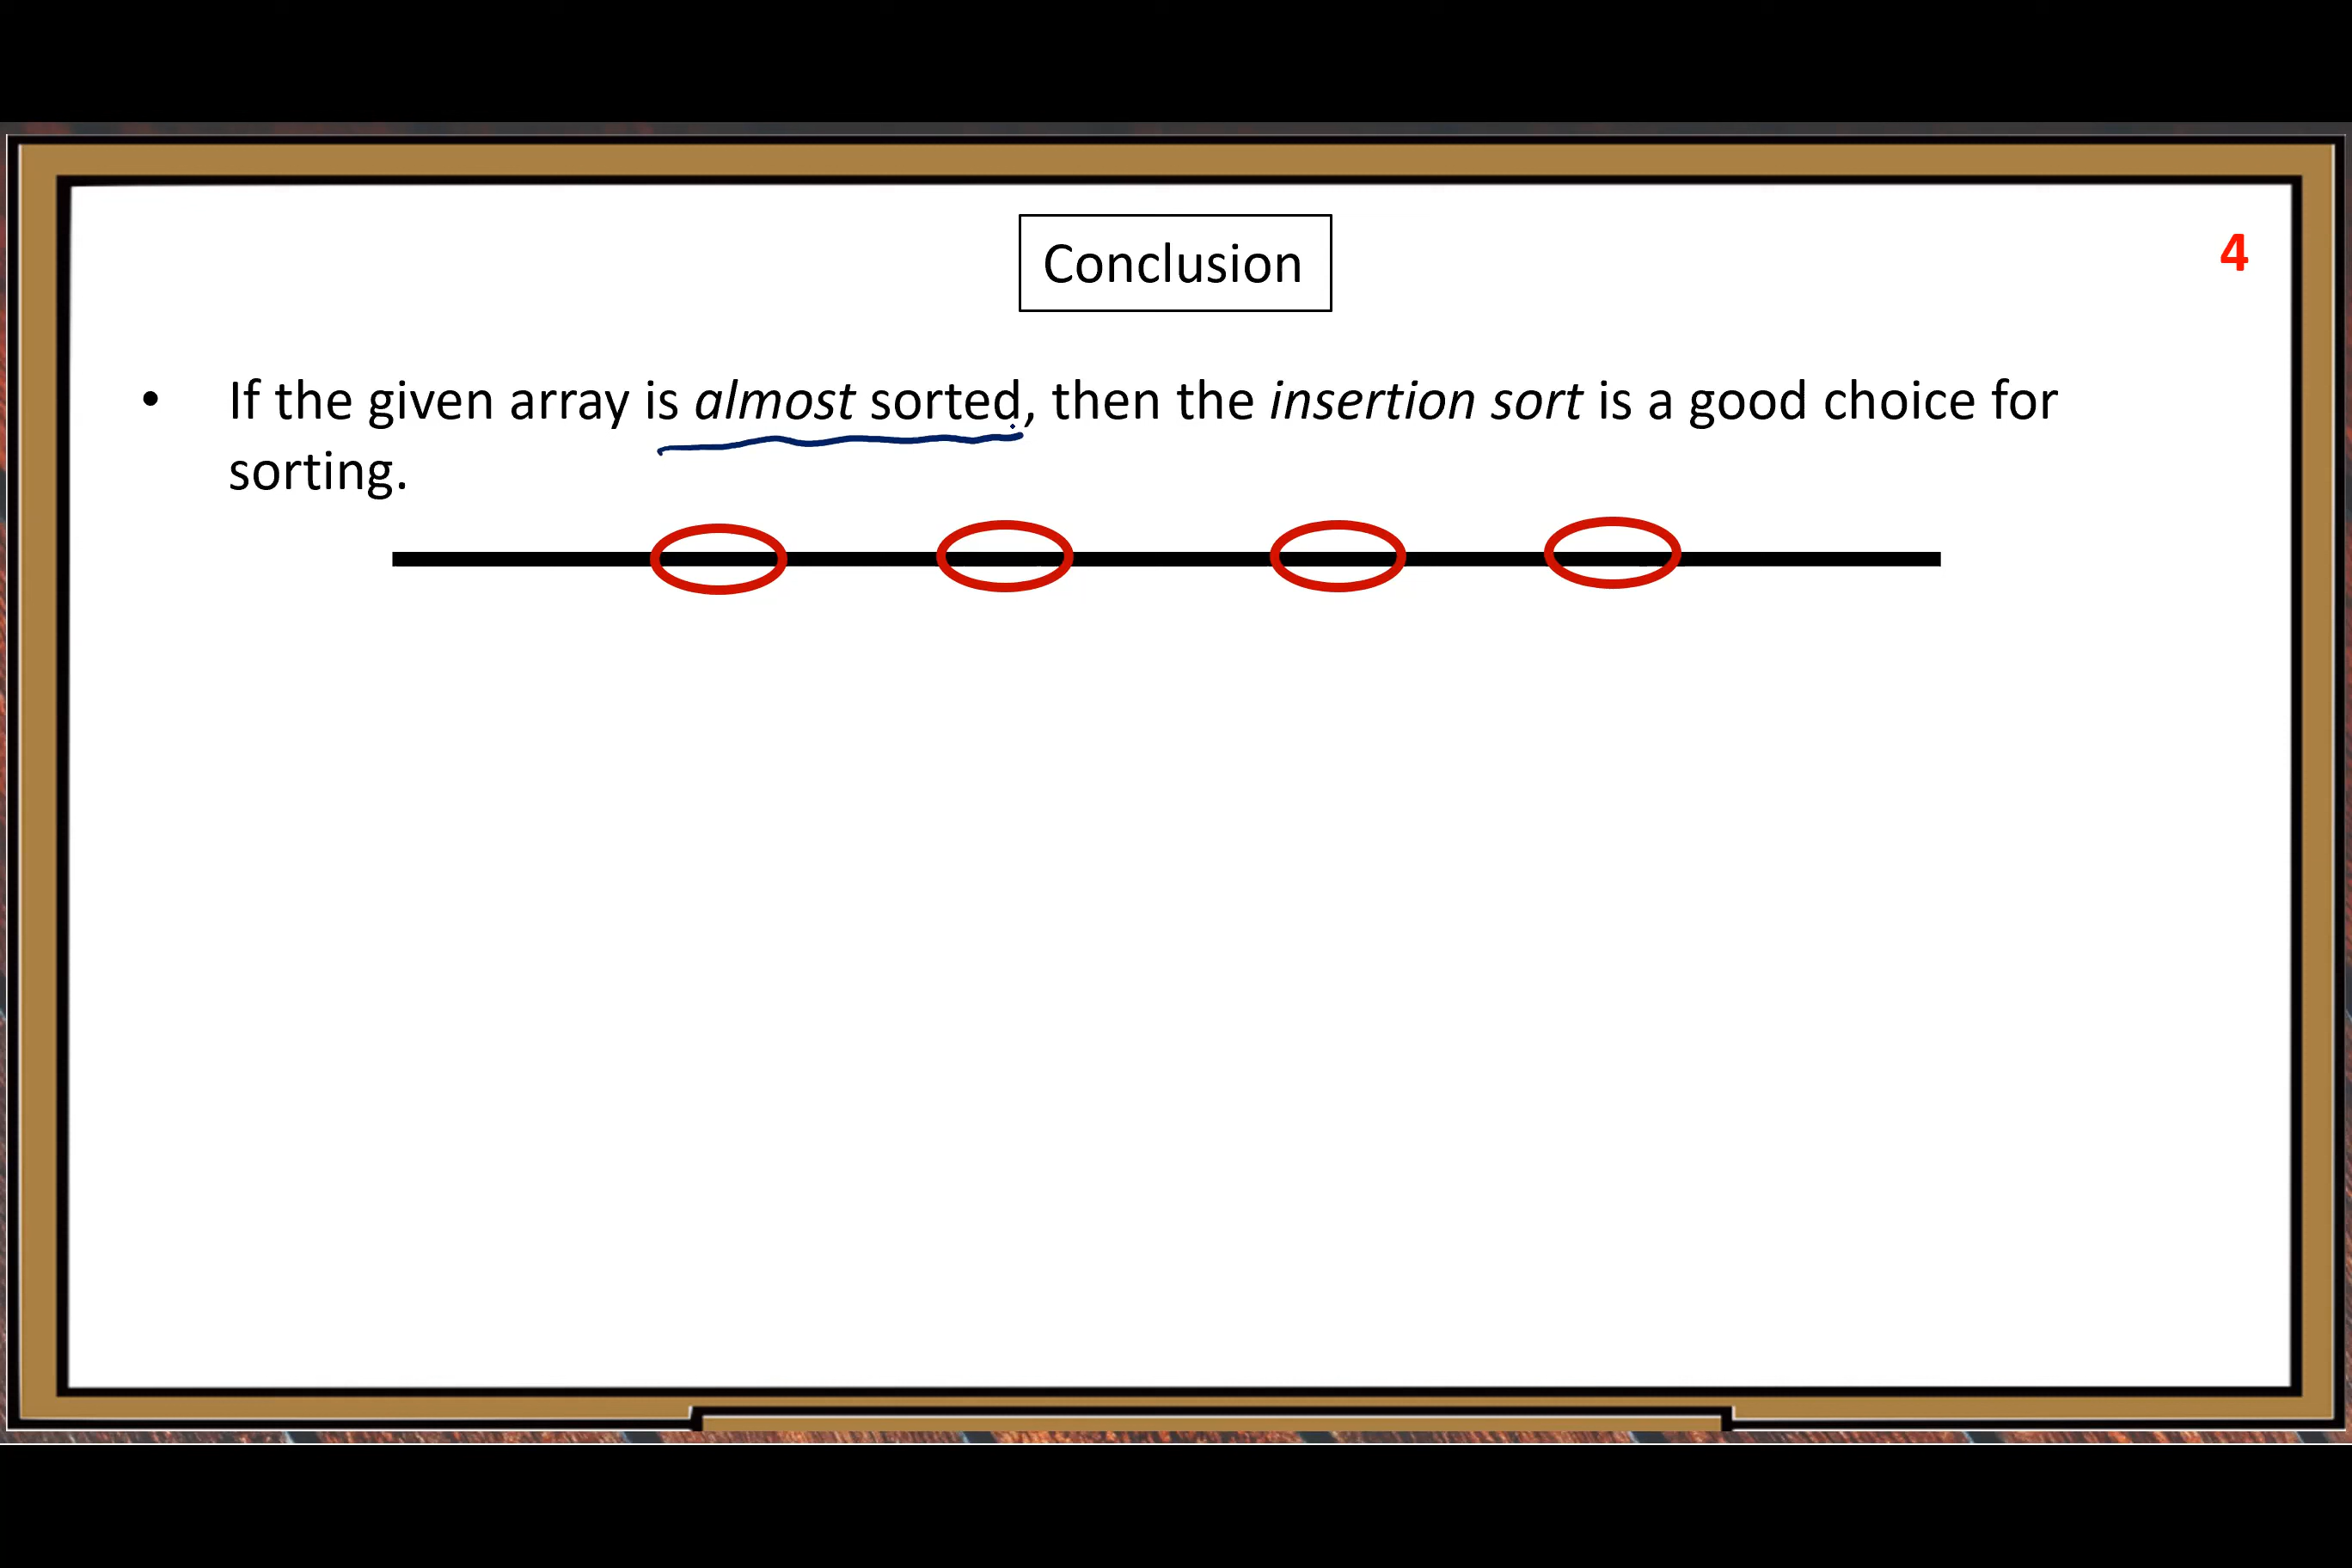 Conclusion
4
• If the given array is almost sorted, then the insertion sort is a good choice for
sorting.